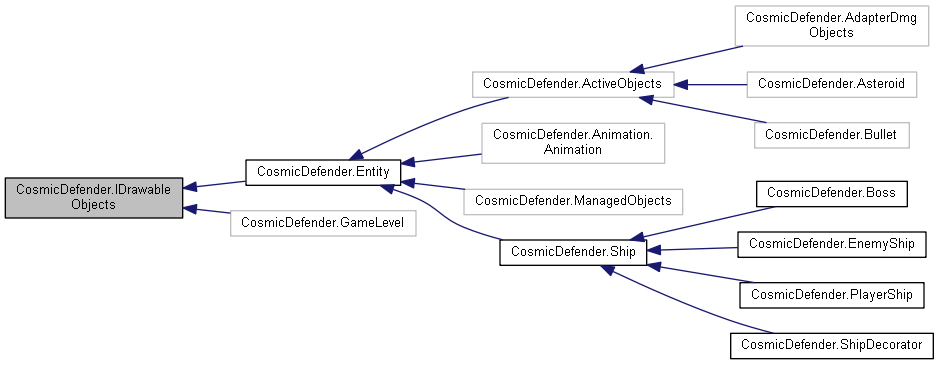 CosmicDefender.IDrawable
Objects
CosmicDefender.Entity
CosmicDefender.GameLevel
CosmicDefender.ActiveObjects
CosmicDefender.Animation.
Animation
CosmicDefender.ManagedObjects
CosmicDefender.Ship
CosmicDefender.AdapterDmg
Objects
CosmicDefender.Asteroid
CosmicDefender.Bullet
CosmicDefender.Boss
CosmicDefender.EnemyShip
CosmicDefender.PlayerShip
CosmicDefender.ShipDecorator